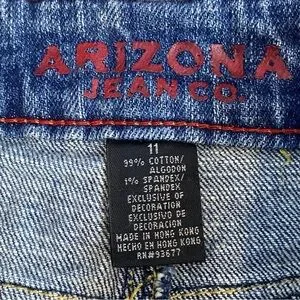 ARIZONA
JEAN CO.
11
99% COTTON/
ALGODON
1% SPANDEX/
SPANDEX
EXCLUSIVE OF
DECORATION
EXCLUSIVO DE
DECORACION
MADE IN HONG KONG
HECHO EN HONG KONG
RN#93677